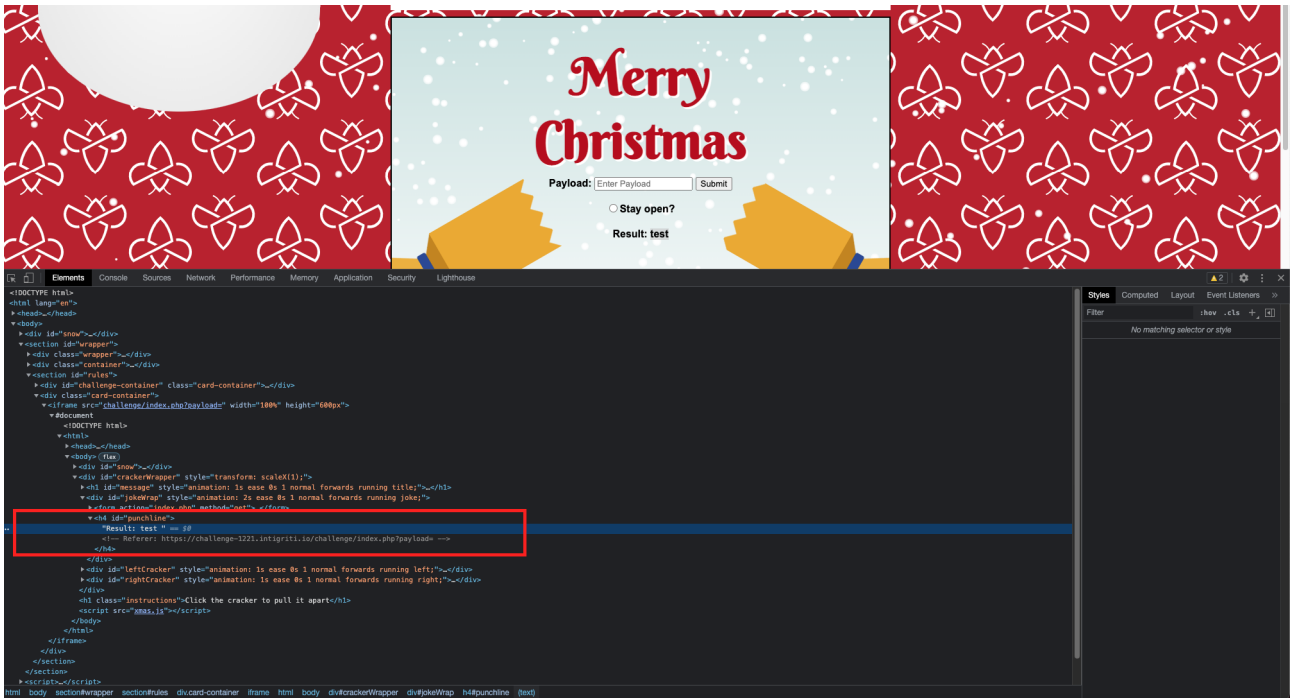 Merry
Christmas
Payload: Enter Payload Submit
Stay open?
Result: test
Elements Console Sources Network Performance Memory Application Security Lighthouse
2
<!DOCTYPE html>
<html lang="en">
▶<head>…</head>
▼<body>
▶<div id="snow">…</div>
▼<section id="wrapper">
▶<div class="wrapper">…</div>
▶<div class="container">…</div>
▼<section id="rules">
▶<div id="challenge-container" class="card-container">…</div>
▼<div class="card-container">
▼<iframe src="challenge/index.php?payload=" width="100%" height="600px">
▼#document
<!DOCTYPE html>
▼<html>
▶<head>…</head>
▼<body> flex
▶<div id="snow">…</div>
▼<div id="crackerWrapper" style="transform: scaleX(1);">
▶<h1 id="message" style="animation: 1s ease 0s 1 normal forwards running title;">…</h1>
▼<div id="jokeWrap" style="animation: 2s ease 0s 1 normal forwards running joke;">
▶<form action="index.php" method="get">…</form>
▼<h4 id="punchline">
"Result: test " == $0
<!-- Referer: https://challenge-1221.intigriti.io/challenge/index.php?payload= -->
</h4>
</div>
▶<div id="leftCracker" style="animation: 1s ease 0s 1 normal forwards running left;">…</div>
▶<div id="rightCracker" style="animation: 1s ease 0s 1 normal forwards running right;">…</div>
</div>
<h1 class="instructions">Click the cracker to pull it apart</h1>
<script src="xmas.js"></script>
</body>
</html>
</iframe>
</div>
</section>
</section>
▶<script>…</script>
html body section#wrapper section#rules div.card-container iframe html body div#crackerWrapper div#jokeWrap h4#punchline (text)
Styles Computed Layout Event Listeners »
Filter :hov .cls +
No matching selector or style